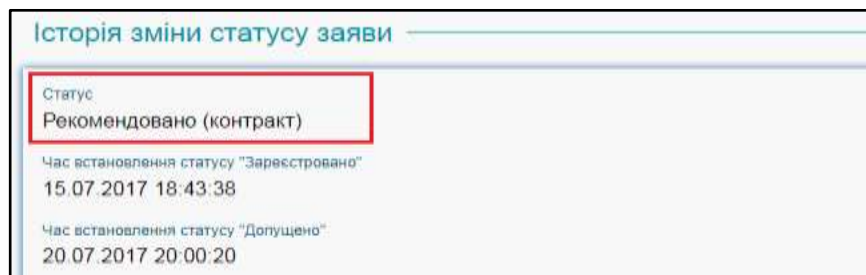 Історія зміни статусу заяви
Статус
Рекомендовано (контракт)
Час встановлення статусу "Зареєстровано"
15.07.2017 18:43:38
Час встановлення статусу "Допущено"
20.07.2017 20:00:20